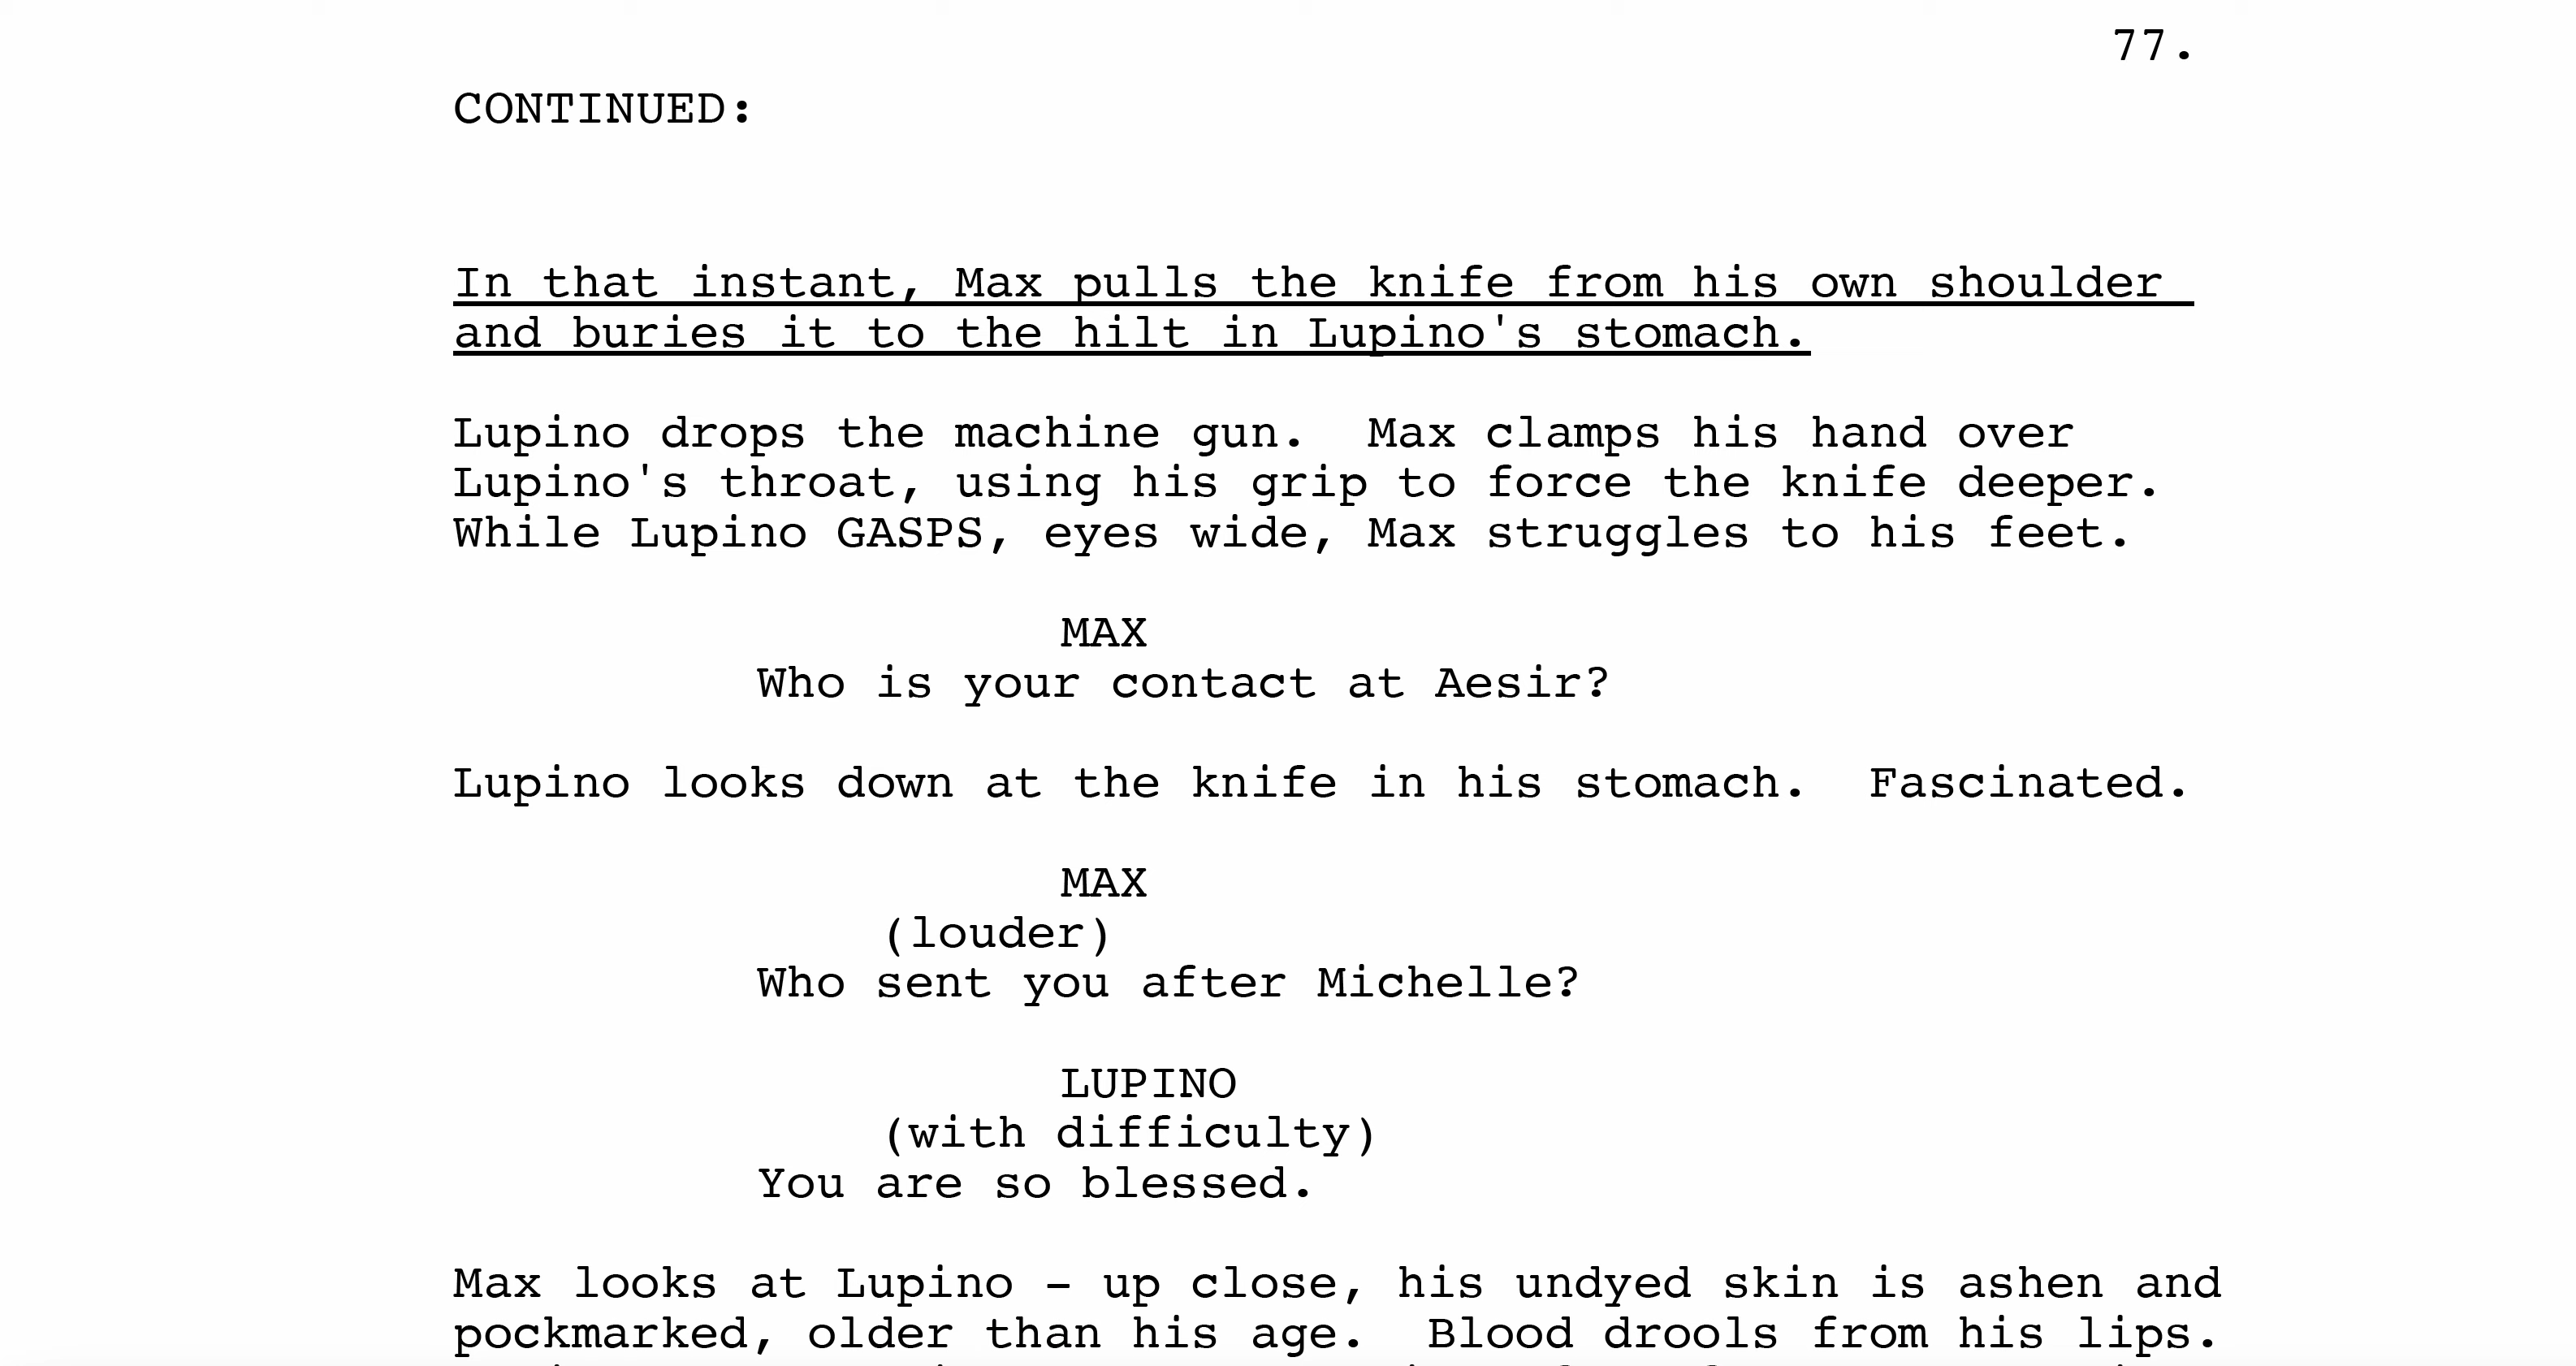 77.
CONTINUED:
In that instant, Max pulls the knife from his own shoulder
and buries it to the hilt in Lupino's stomach.
Lupino drops the machine gun.  Max clamps his hand over
Lupino's throat, using his grip to force the knife deeper.
While Lupino GASPS, eyes wide, Max struggles to his feet.
MAX
Who is your contact at Aesir?
Lupino looks down at the knife in his stomach.  Fascinated.
MAX
(louder)
Who sent you after Michelle?
LUPINO
(with difficulty)
You are so blessed.
Max looks at Lupino - up close, his undyed skin is ashen and
pockmarked, older than his age.  Blood drools from his lips.